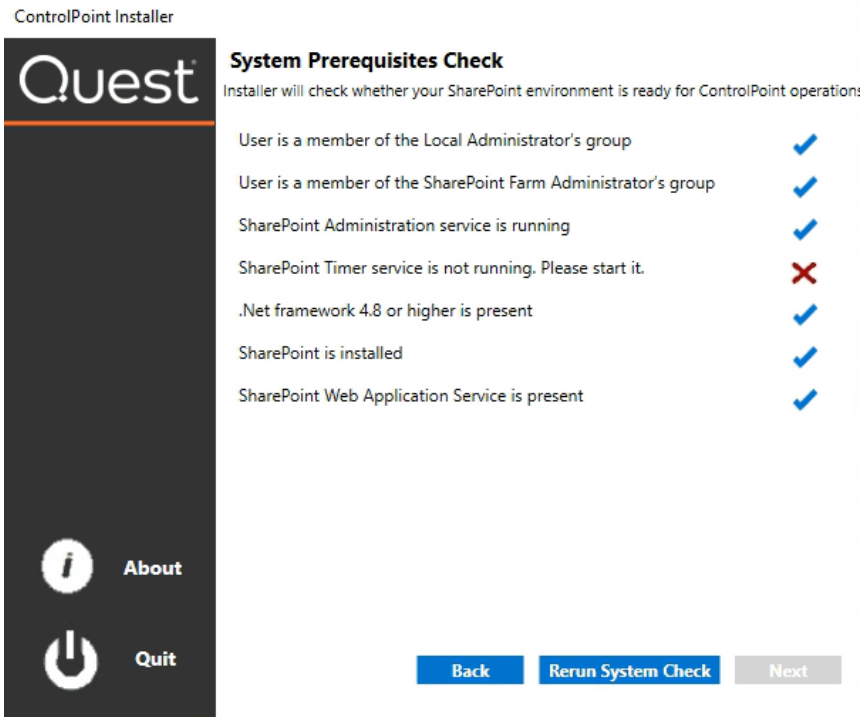 ControlPoint Installer
Quest
System Prerequisites Check
Installer will check whether your SharePoint environment is ready for ControlPoint operations
User is a member of the Local Administrator's group
User is a member of the SharePoint Farm Administrator's group
SharePoint Administration service is running
SharePoint Timer service is not running. Please start it.
.Net framework 4.8 or higher is present
SharePoint is installed
SharePoint Web Application Service is present
i About
Quit
Back Rerun System Check Next